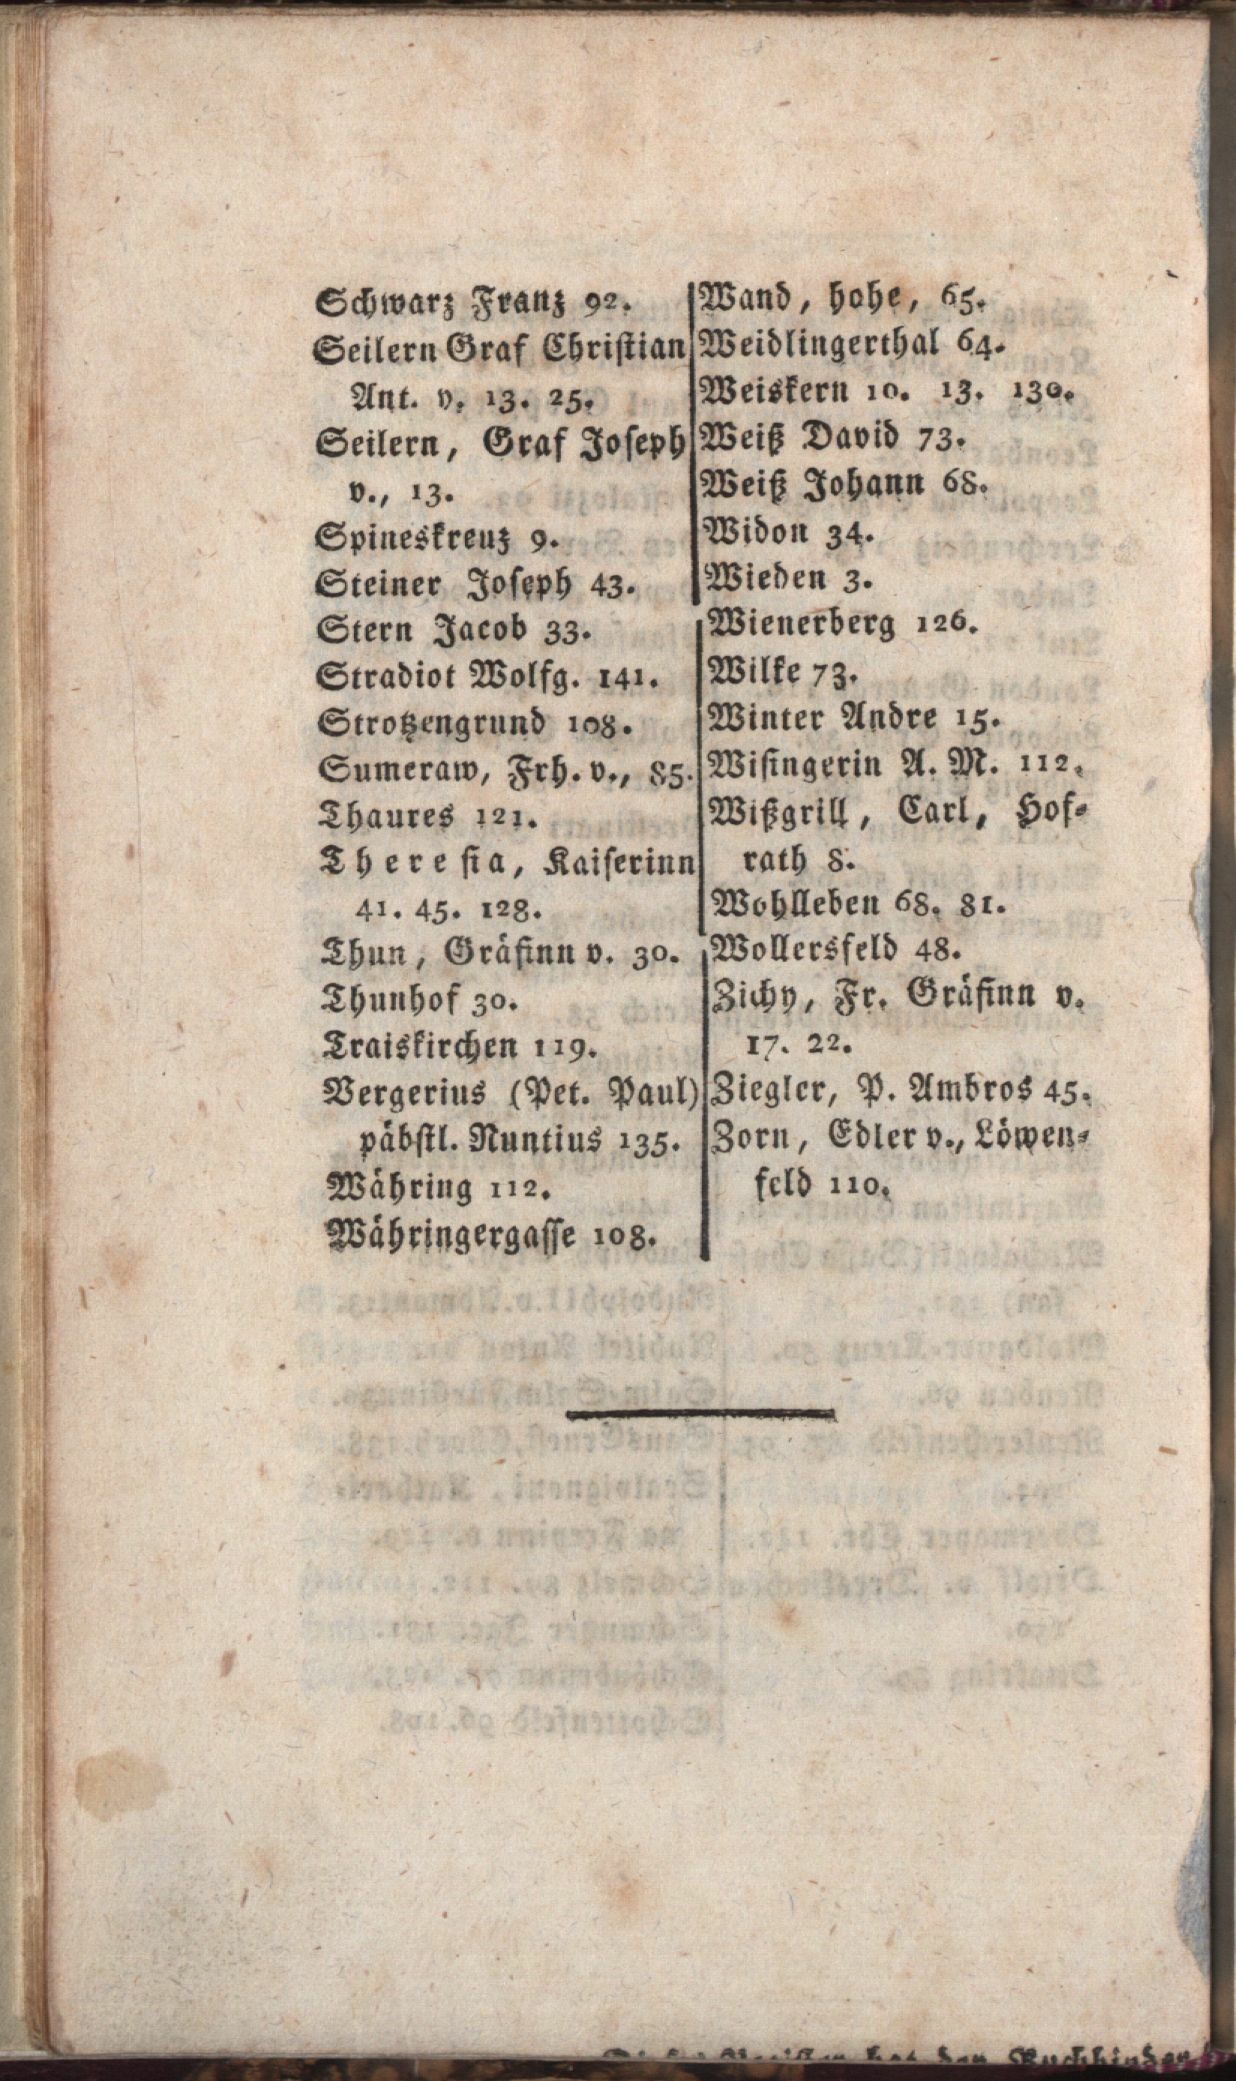 Schwarz Franz 92.
Seilern Graf Christian
Ant. v. 13. 25.
Seilern, Graf Joseph
v., 13.
Spineskreuz 9.
Steiner Joseph 43.
Stern Jacob 33.
Stradiot Wolfg. 141.
Strotzengrund 108.
Sumeraw, Frh. v., 85.
Thaures 121.
Theresia, Kaiserinn
41. 45. 128.
Thun, Gräfinn v. 30.
Thunhof 30.
Traiskirchen 119.
Vergerius (Pet. Paul)
päbstl. Nuntius 135.
Währing 112.
Währingergasse 108.
Wand, hohe, 65.
Weidlingerthal 64.
Weiskern 10. 13. 130.
Weiß David 73.
Weiß Johann 68.
Widon 34.
Wieden 3.
Wienerberg 126.
Wilke 73.
Winter Andre 15.
Wisingerin A. M. 112.
Wißgrill, Carl, Hof-
rath 8.
Wohlleben 68. 81.
Wollersfeld 48.
Zichy, Fr. Gräfinn v.
17. 22.
Ziegler, P. Ambros 45.
Zorn, Edler v., Löwen-
feld 110.
hat den Buchbinder